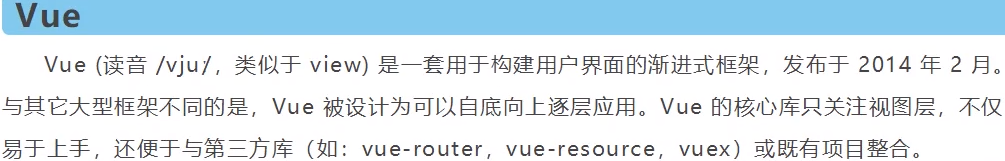 Vue
Vue (读音 /vju/，类似于 view) 是一套用于构建用户界面的渐进式框架，发布于 2014 年 2 月。
与其它大型框架不同的是，Vue 被设计为可以自底向上逐层应用。Vue 的核心库只关注视图层，不仅
易于上手，还便于与第三方库（如：vue-router，vue-resource，vuex）或既有项目整合。